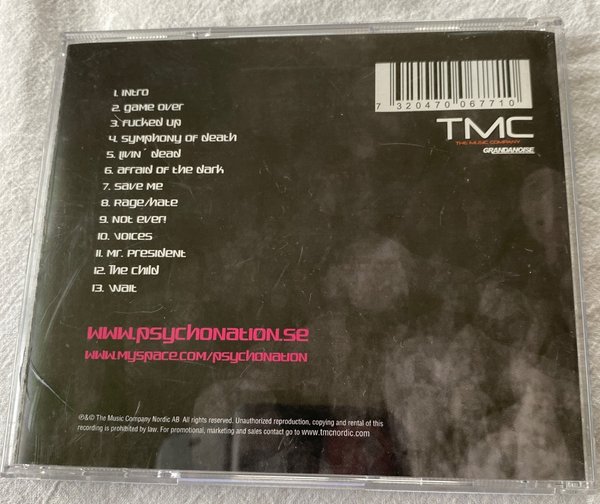 7 320470 067710
TMC
THE MUSIC COMPANY
GRANDANOISE
1. Intro
2. Game Over
3. Fucked Up
4. Symphony of Death
5. Livin´ Dead
6. Afraid of the Dark
7. Save Me
8. Rage/Hate
9. Not Ever!
10. Voices
11. Mr. President
12. The Child
13. Wait
www.psychonation.se
www.myspace.com/psychonation
℗&© The Music Company Nordic AB All rights reserved. Unauthorized reproduction, copying and rental of this
recording is prohibited by law. For promotional, marketing and sales contact go to www.tmcnordic.com